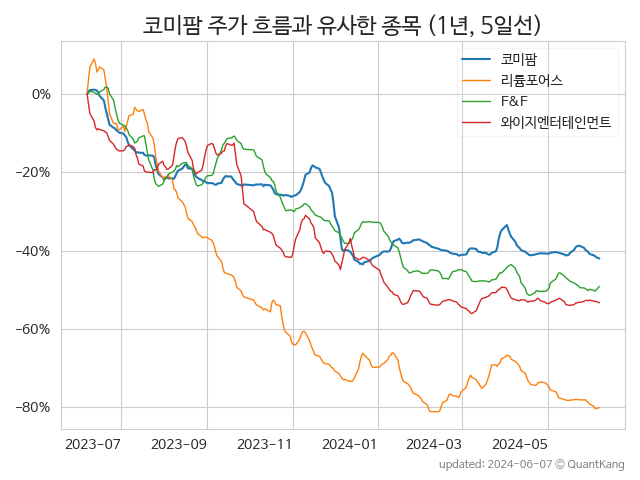 코미팜 주가 흐름과 유사한 종목 (1년, 5일선)
코미팜
리튬포어스
F&F
와이지엔터테인먼트
0%
−20%
−40%
−60%
−80%
2023-07 2023-09 2023-11 2024-01 2024-03 2024-05
updated: 2024-06-07 © QuantKang